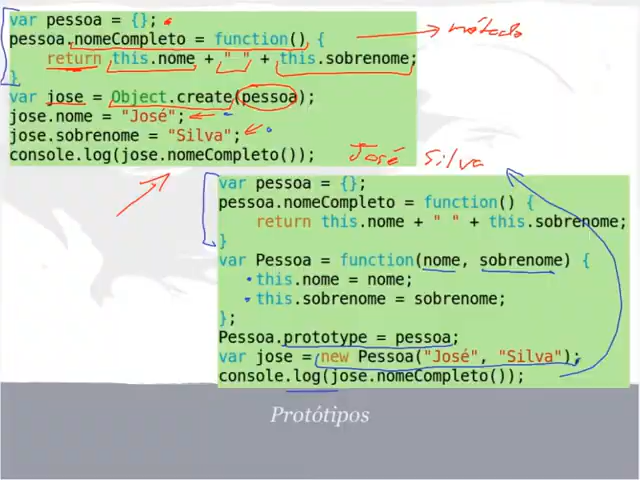 var pessoa = {};
pessoa.nomeCompleto = function() {
return this.nome + " " + this.sobrenome;
}
método
var jose = Object.create(pessoa);
jose.nome = "José";
jose.sobrenome = "Silva";
console.log(jose.nomeCompleto());
José Silva
var pessoa = {};
pessoa.nomeCompleto = function() {
return this.nome + " " + this.sobrenome;
}
var Pessoa = function(nome, sobrenome) {
this.nome = nome;
this.sobrenome = sobrenome;
};
Pessoa.prototype = pessoa;
var jose = new Pessoa("José", "Silva");
console.log(jose.nomeCompleto());
Protótipos